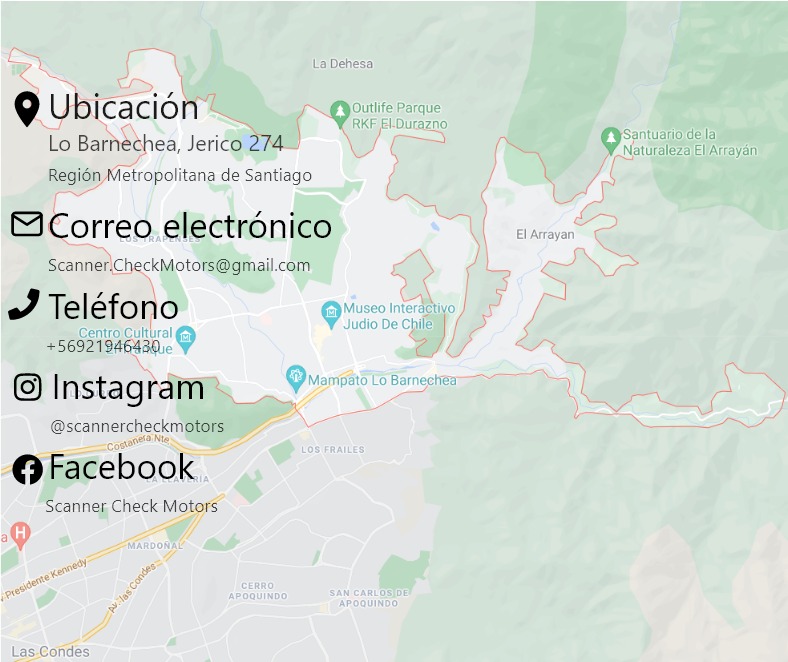 La Dehesa
Ubicación
Lo Barnechea, Jerico 274
Región Metropolitana de Santiago
Outlife Parque
RKF El Durazno
Santuario de la
Naturaleza El Arrayán
Correo electrónico
LOS TRAPENSES
El Arrayan
Scanner.CheckMotors@gmail.com
Teléfono
Museo Interactivo
Judio De Chile
Centro Cultural
+56921946430
Instagram
Mampato Lo Barnechea
@scannercheckmotors
Costanera Nte
LOS FRAILES
Facebook
LA LLAVERIA
Scanner Check Motors
H
a
MARDOÑAL
Presidente Kennedy
Av. las Condes
CERRO
APOQUINDO
SAN CARLOS DE
APOQUINDO
Las Condes